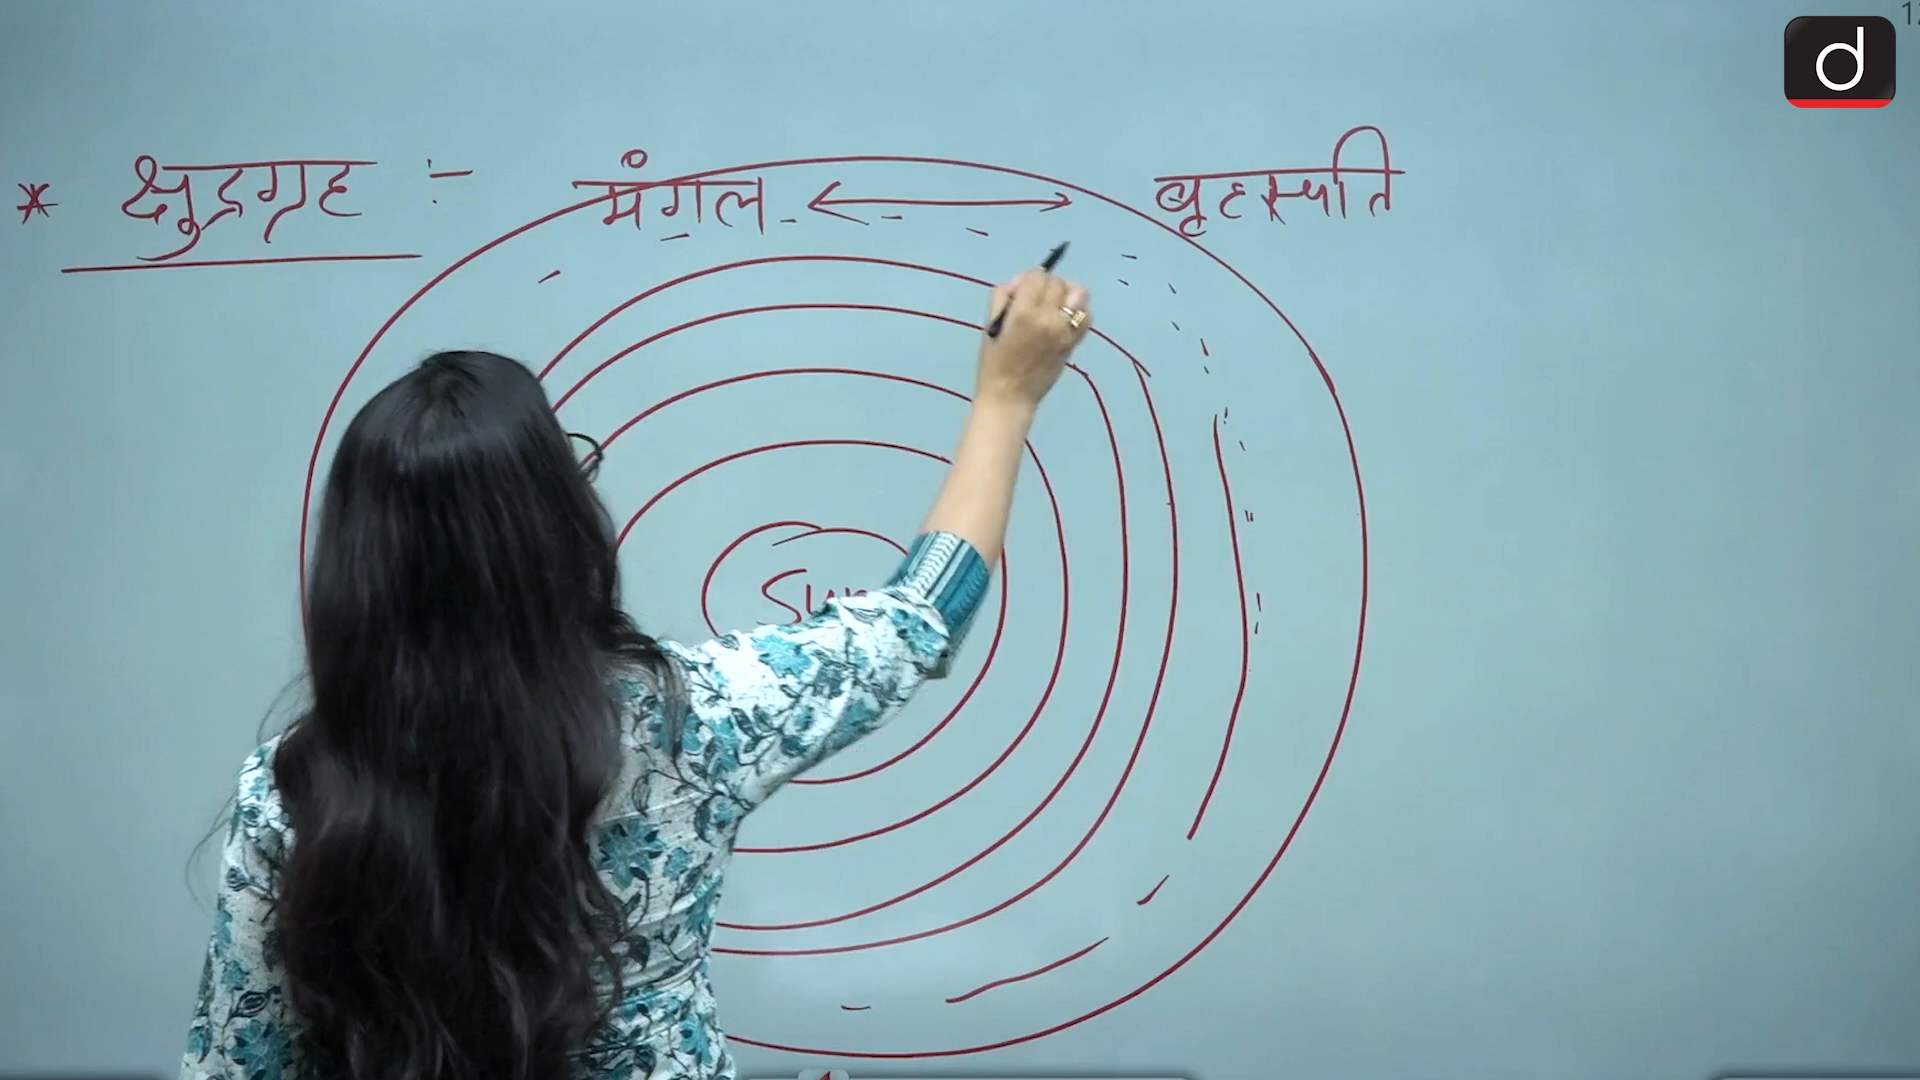 * क्षुद्रग्रह :- मंगल ↔ बृहस्पति
Sun
d